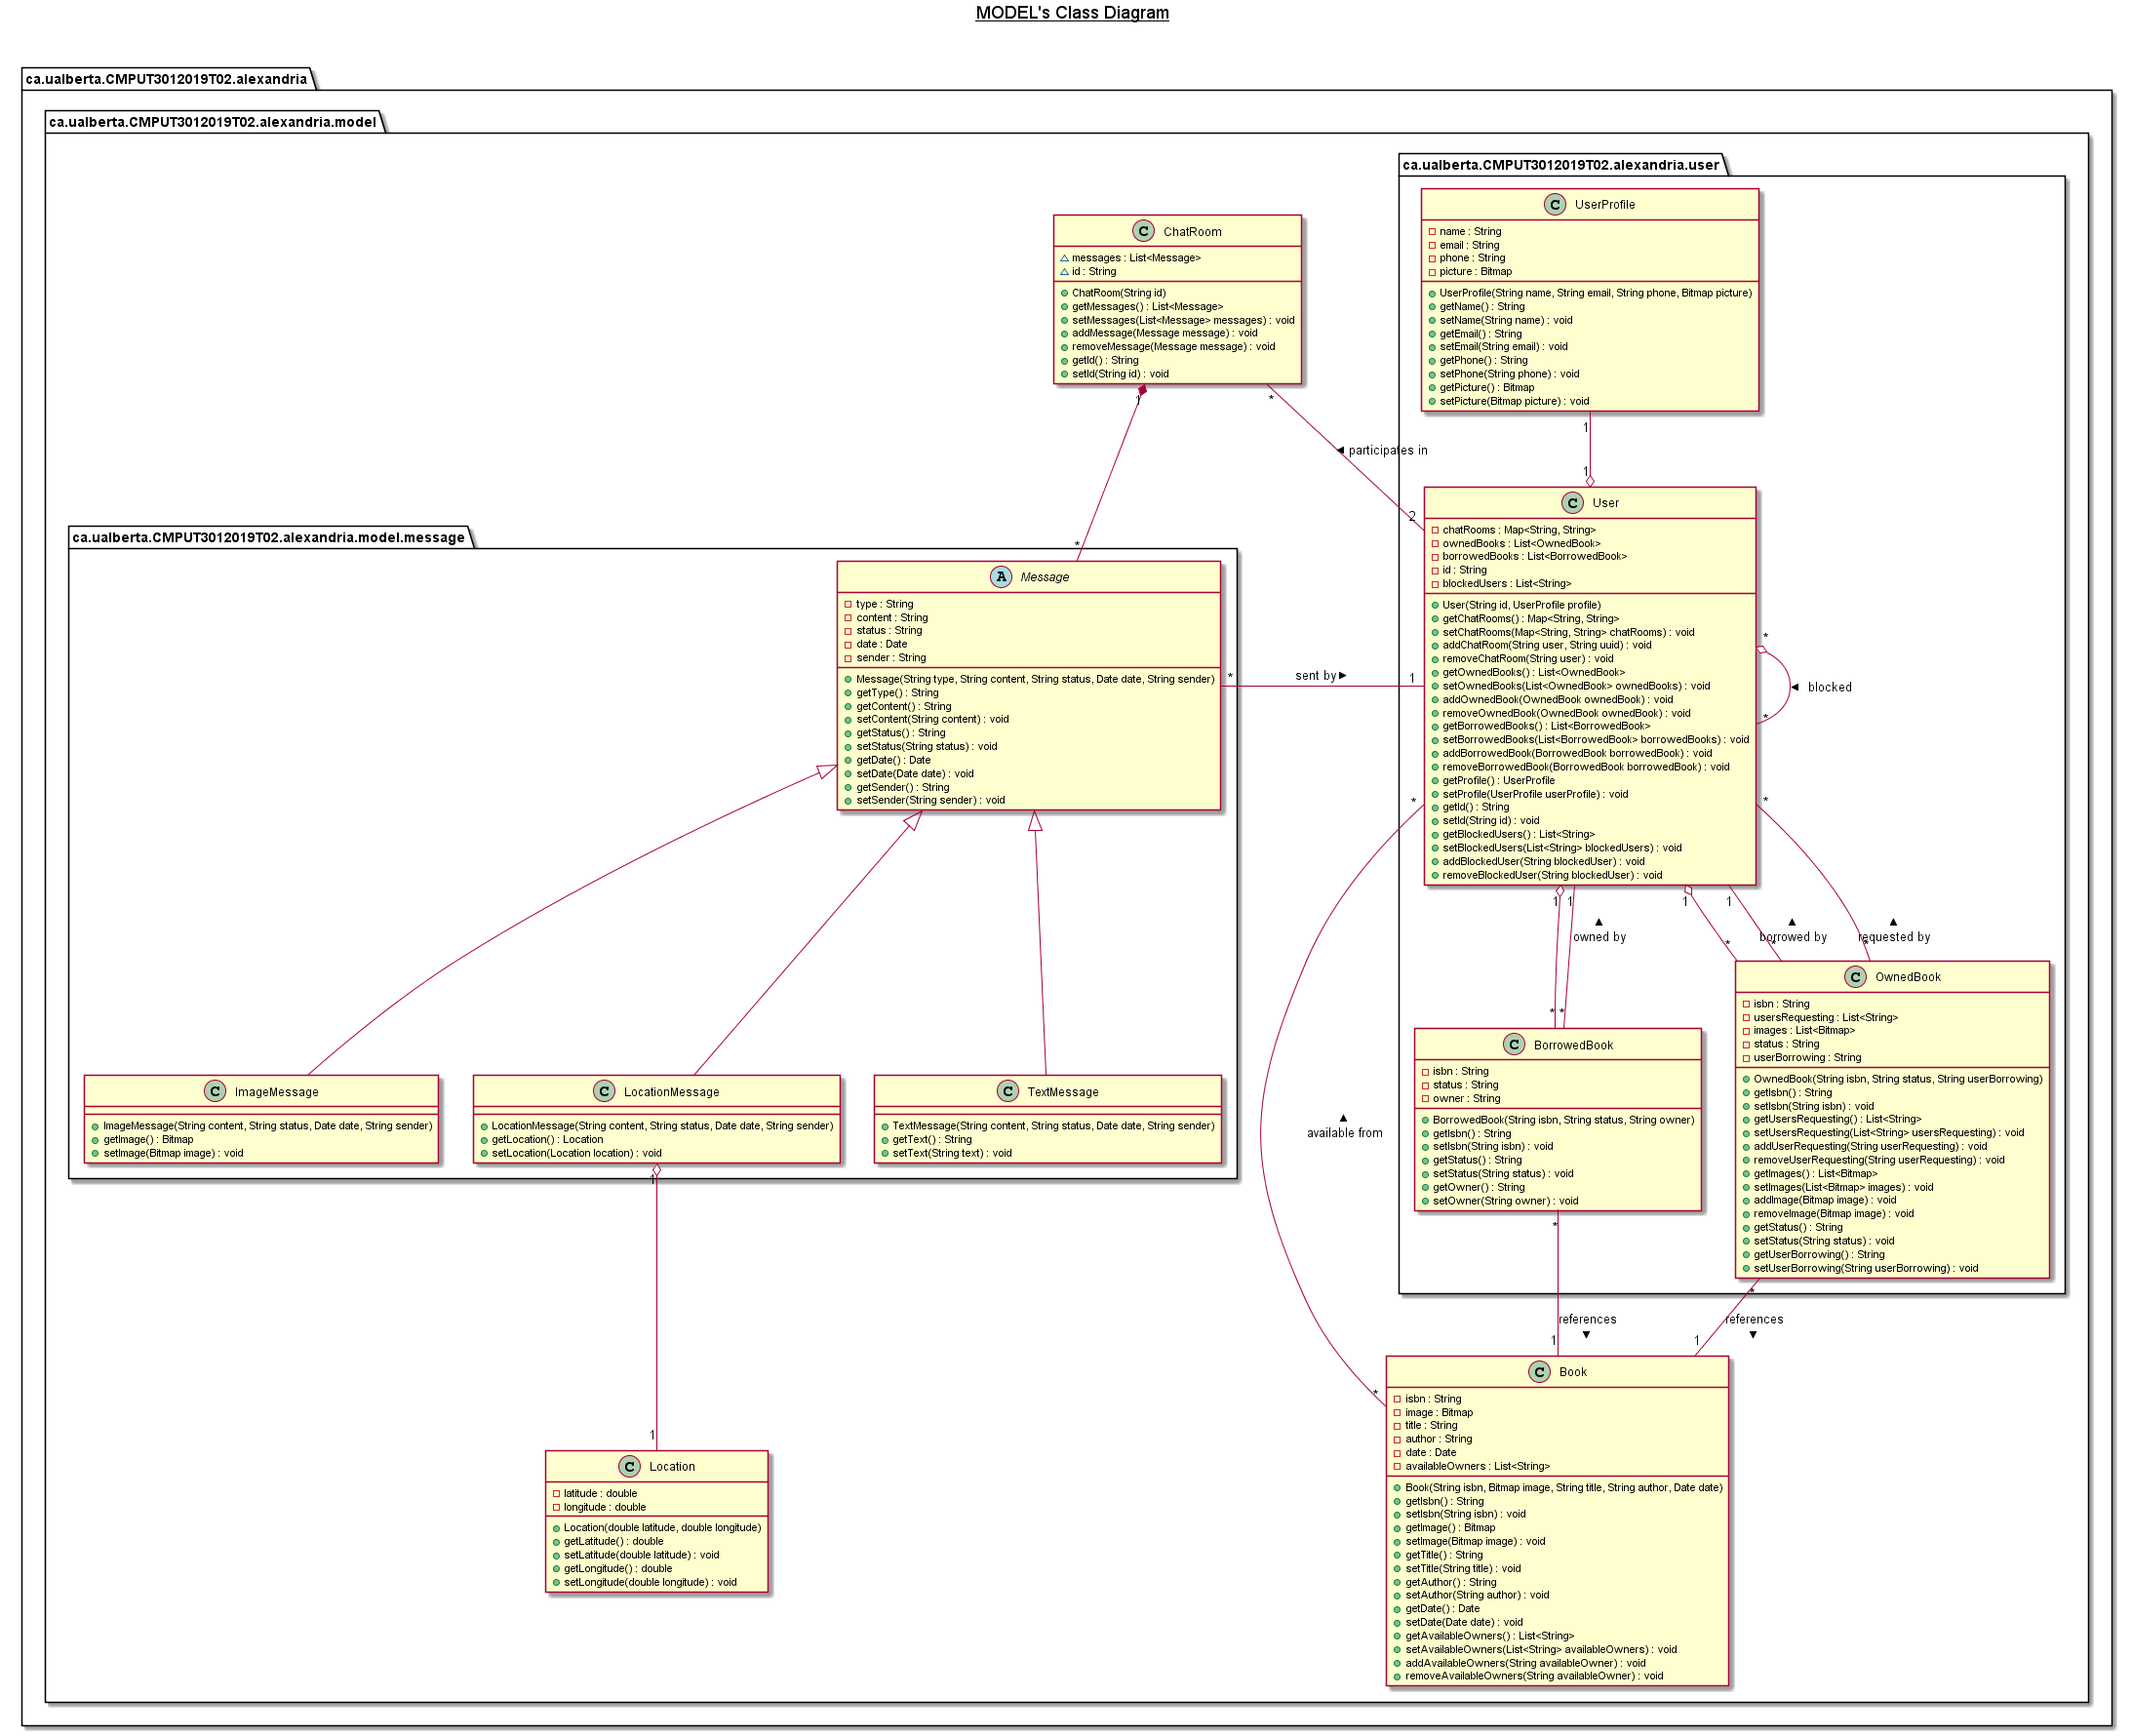 MODEL's Class Diagram
ca.ualberta.CMPUT3012019T02.alexandria
ca.ualberta.CMPUT3012019T02.alexandria.model
ca.ualberta.CMPUT3012019T02.alexandria.user
C UserProfile
name : String
email : String
phone : String
picture : Bitmap
UserProfile(String name, String email, String phone, Bitmap picture)
getName() : String
setName(String name) : void
getEmail() : String
setEmail(String email) : void
getPhone() : String
setPhone(String phone) : void
getPicture() : Bitmap
setPicture(Bitmap picture) : void
C ChatRoom
messages : List<Message>
id : String
ChatRoom(String id)
getMessages() : List<Message>
setMessages(List<Message> messages) : void
addMessage(Message message) : void
removeMessage(Message message) : void
getId() : String
setId(String id) : void
1
*
1
participates in
1
2
*
C User
chatRooms : Map<String, String>
ownedBooks : List<OwnedBook>
borrowedBooks : List<BorrowedBook>
id : String
blockedUsers : List<String>
User(String id, UserProfile profile)
getChatRooms() : Map<String, String>
setChatRooms(Map<String, String> chatRooms) : void
addChatRoom(String user, String uuid) : void
removeChatRoom(String user) : void
getOwnedBooks() : List<OwnedBook>
setOwnedBooks(List<OwnedBook> ownedBooks) : void
addOwnedBook(OwnedBook ownedBook) : void
removeOwnedBook(OwnedBook ownedBook) : void
getBorrowedBooks() : List<BorrowedBook>
setBorrowedBooks(List<BorrowedBook> borrowedBooks) : void
addBorrowedBook(BorrowedBook borrowedBook) : void
removeBorrowedBook(BorrowedBook borrowedBook) : void
getProfile() : UserProfile
setProfile(UserProfile userProfile) : void
getId() : String
setId(String id) : void
getBlockedUsers() : List<String>
setBlockedUsers(List<String> blockedUsers) : void
addBlockedUser(String blockedUser) : void
removeBlockedUser(String blockedUser) : void
ca.ualberta.CMPUT3012019T02.alexandria.model.message
A Message
type : String
content : String
status : String
date : Date
sender : String
Message(String type, String content, String status, Date date, String sender)
getType() : String
getContent() : String
setContent(String content) : void
getStatus() : String
setStatus(String status) : void
getDate() : Date
setDate(Date date) : void
getSender() : String
setSender(String sender) : void
*
sent by
1
*
blocked
*
*
*
1
1
1
1
owned by
borrowed by
requested by
*
*
*
*
*
C OwnedBook
isbn : String
usersRequesting : List<String>
images : List<Bitmap>
status : String
userBorrowing : String
OwnedBook(String isbn, String status, String userBorrowing)
getIsbn() : String
setIsbn(String isbn) : void
getUsersRequesting() : List<String>
setUsersRequesting(List<String> usersRequesting) : void
addUserRequesting(String userRequesting) : void
removeUserRequesting(String userRequesting) : void
getImages() : List<Bitmap>
setImages(List<Bitmap> images) : void
addImage(Bitmap image) : void
removeImage(Bitmap image) : void
getStatus() : String
setStatus(String status) : void
getUserBorrowing() : String
setUserBorrowing(String userBorrowing) : void
C BorrowedBook
isbn : String
status : String
owner : String
BorrowedBook(String isbn, String status, String owner)
getIsbn() : String
setIsbn(String isbn) : void
getStatus() : String
setStatus(String status) : void
getOwner() : String
setOwner(String owner) : void
C ImageMessage
ImageMessage(String content, String status, Date date, String sender)
getImage() : Bitmap
setImage(Bitmap image) : void
C LocationMessage
LocationMessage(String content, String status, Date date, String sender)
getLocation() : Location
setLocation(Location location) : void
C TextMessage
TextMessage(String content, String status, Date date, String sender)
getText() : String
setText(String text) : void
available from
1
*
*
references
references
1
1
*
1
C Location
latitude : double
longitude : double
Location(double latitude, double longitude)
getLatitude() : double
setLatitude(double latitude) : void
getLongitude() : double
setLongitude(double longitude) : void
C Book
isbn : String
image : Bitmap
title : String
author : String
date : Date
availableOwners : List<String>
Book(String isbn, Bitmap image, String title, String author, Date date)
getIsbn() : String
setIsbn(String isbn) : void
getImage() : Bitmap
setImage(Bitmap image) : void
getTitle() : String
setTitle(String title) : void
getAuthor() : String
setAuthor(String author) : void
getDate() : Date
setDate(Date date) : void
getAvailableOwners() : List<String>
setAvailableOwners(List<String> availableOwners) : void
addAvailableOwners(String availableOwner) : void
removeAvailableOwners(String availableOwner) : void